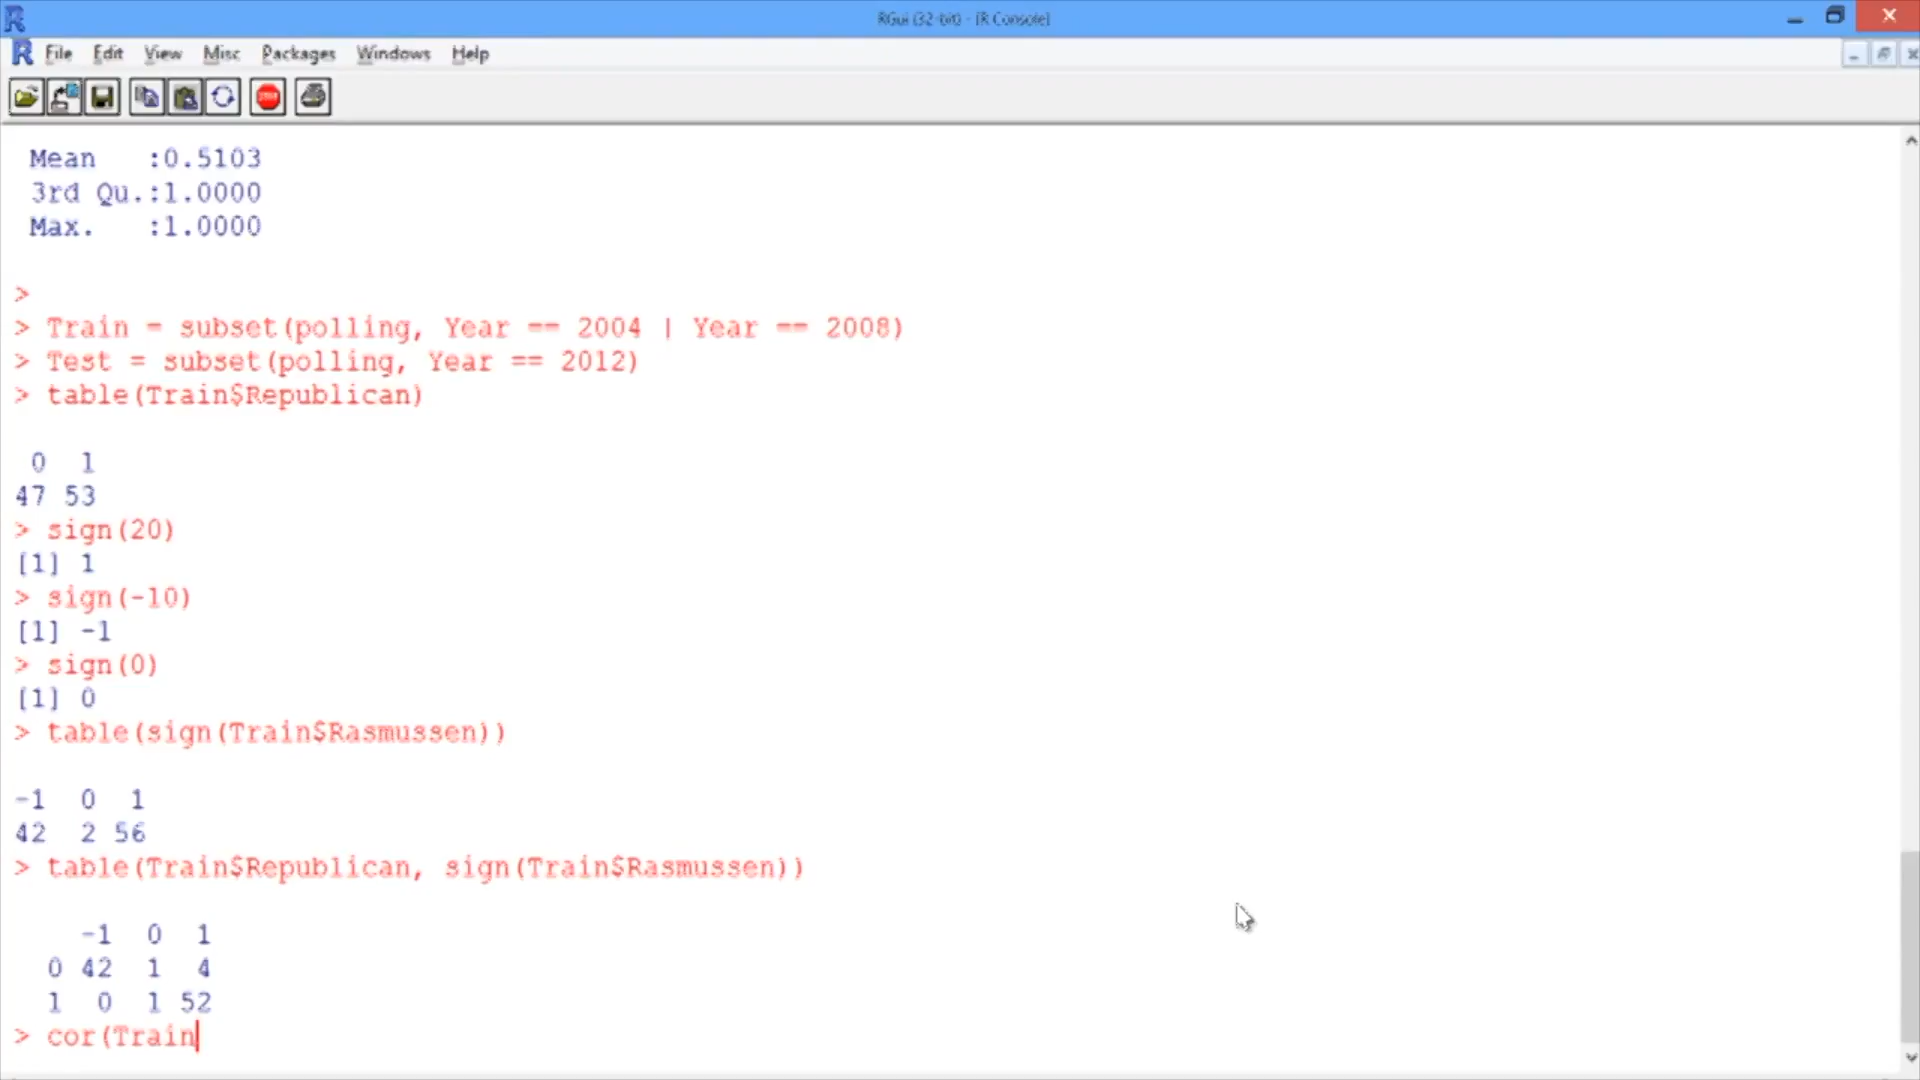 RGui (32-bit) - [R Console]
File Edit View Misc Packages Windows Help
STOP
Mean   :0.5103
3rd Qu.:1.0000
Max.   :1.0000
>
> Train = subset(polling, Year == 2004 | Year == 2008)
> Test = subset(polling, Year == 2012)
> table(Train$Republican)
0  1
47 53
> sign(20)
[1] 1
> sign(-10)
[1] -1
> sign(0)
[1] 0
> table(sign(Train$Rasmussen))
-1  0  1
42  2 56
> table(Train$Republican, sign(Train$Rasmussen))
-1  0  1
0 42  1  4
1  0  1 52
> cor(Train